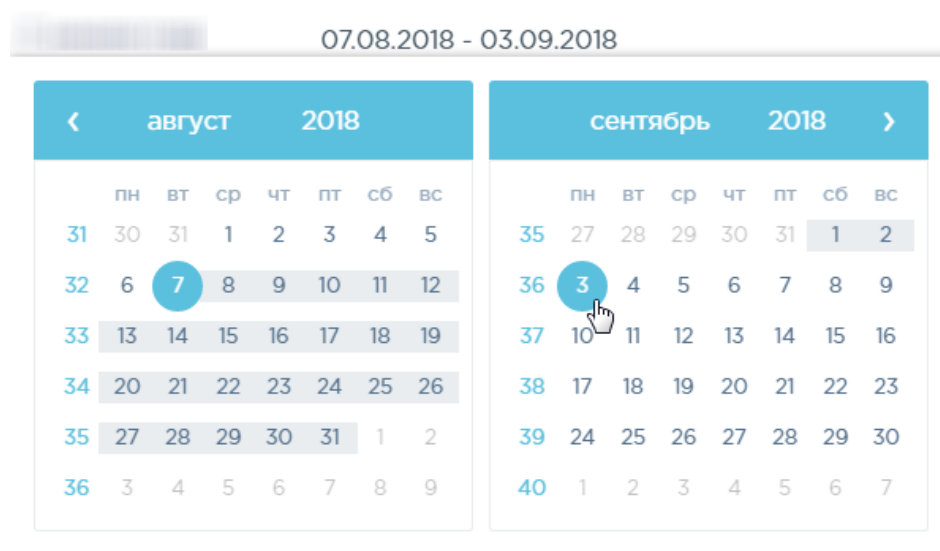 07.08.2018 - 03.09.2018
август 2018
пн вт ср чт пт сб вс
31 30 31 1 2 3 4 5
32 6 7 8 9 10 11 12
33 13 14 15 16 17 18 19
34 20 21 22 23 24 25 26
35 27 28 29 30 31 1 2
36 3 4 5 6 7 8 9
сентябрь 2018
пн вт ср чт пт сб вс
35 27 28 29 30 31 1 2
36 3 4 5 6 7 8 9
37 10 11 12 13 14 15 16
38 17 18 19 20 21 22 23
39 24 25 26 27 28 29 30
40 1 2 3 4 5 6 7